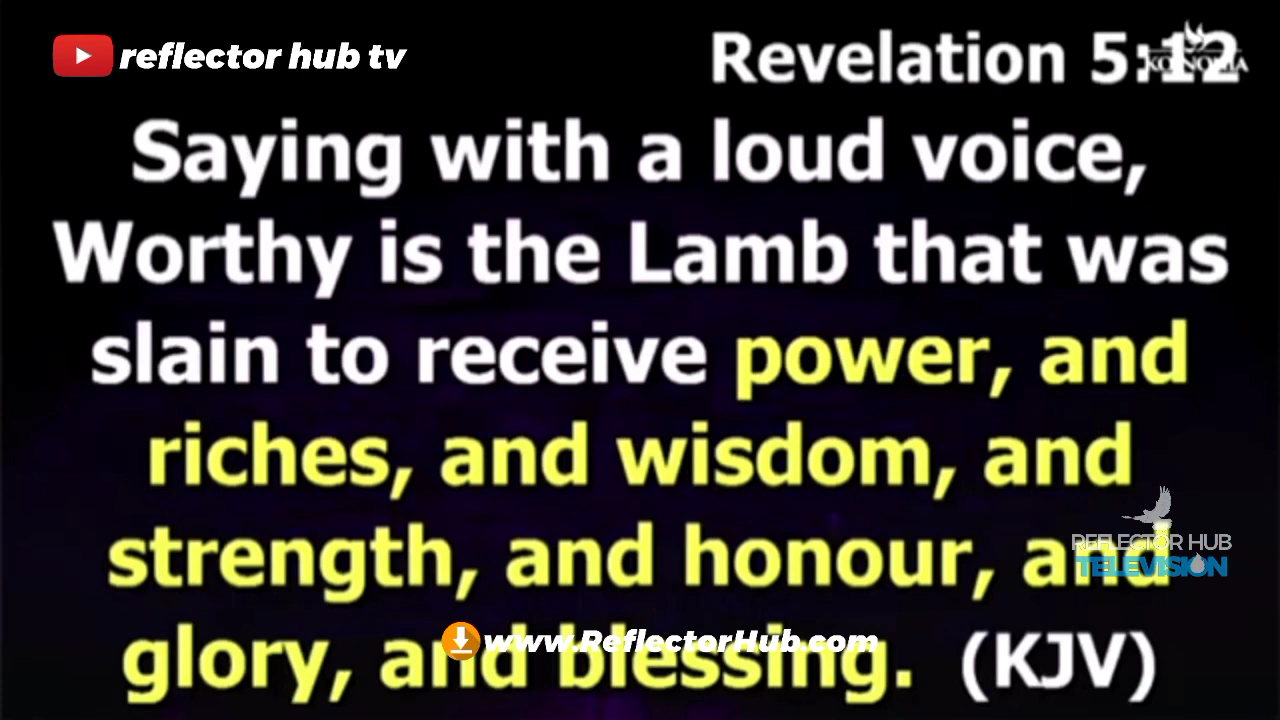 reflector hub tv
Revelation 5:12
KOINONIA
Saying with a loud voice,
Worthy is the Lamb that was
slain to receive power, and
riches, and wisdom, and
strength, and honour, and
REFLECTOR HUB
TELEVISION
glory, and blessing. (KJV)
www.ReflectorHub.com